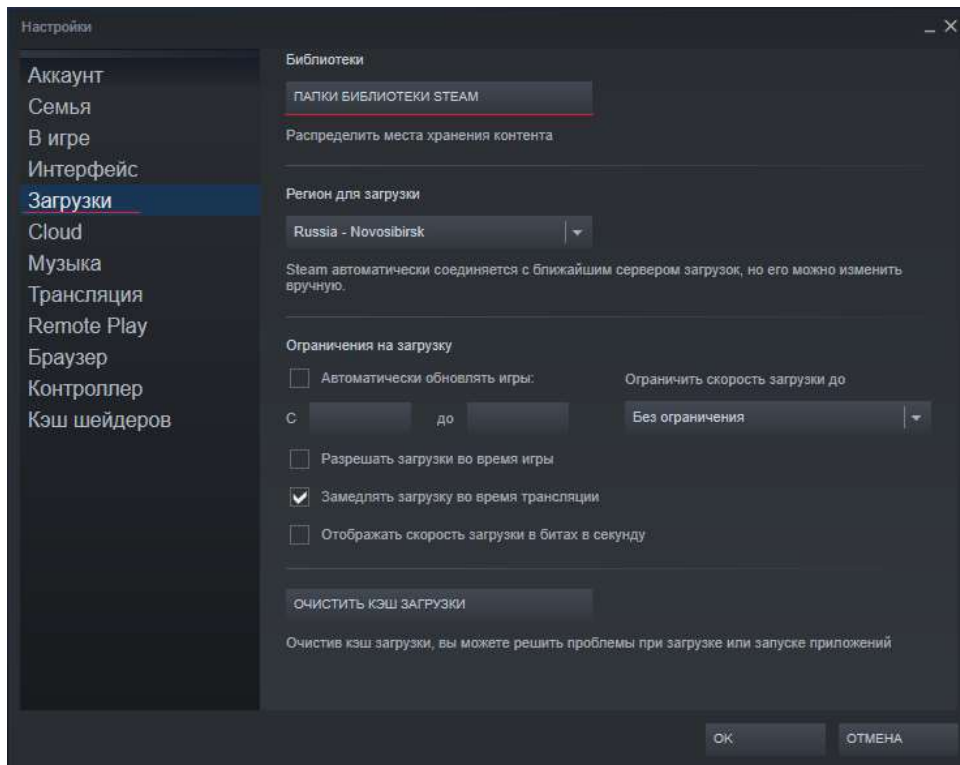 Настройки
Аккаунт
Семья
В игре
Интерфейс
Загрузки
Cloud
Музыка
Трансляция
Remote Play
Браузер
Контроллер
Кэш шейдеров
Библиотеки
ПАПКИ БИБЛИОТЕКИ STEAM
Распределить места хранения контента
Регион для загрузки
Russia - Novosibirsk
Steam автоматически соединяется с ближайшим сервером загрузок, но его можно изменить
вручную.
Ограничения на загрузку
Автоматически обновлять игры:
Ограничить скорость загрузки до
С до
Без ограничения
Разрешать загрузки во время игры
Замедлять загрузку во время трансляции
Отображать скорость загрузки в битах в секунду
ОЧИСТИТЬ КЭШ ЗАГРУЗКИ
Очистив кэш загрузки, вы можете решить проблемы при загрузке или запуске приложений
OK
ОТМЕНА